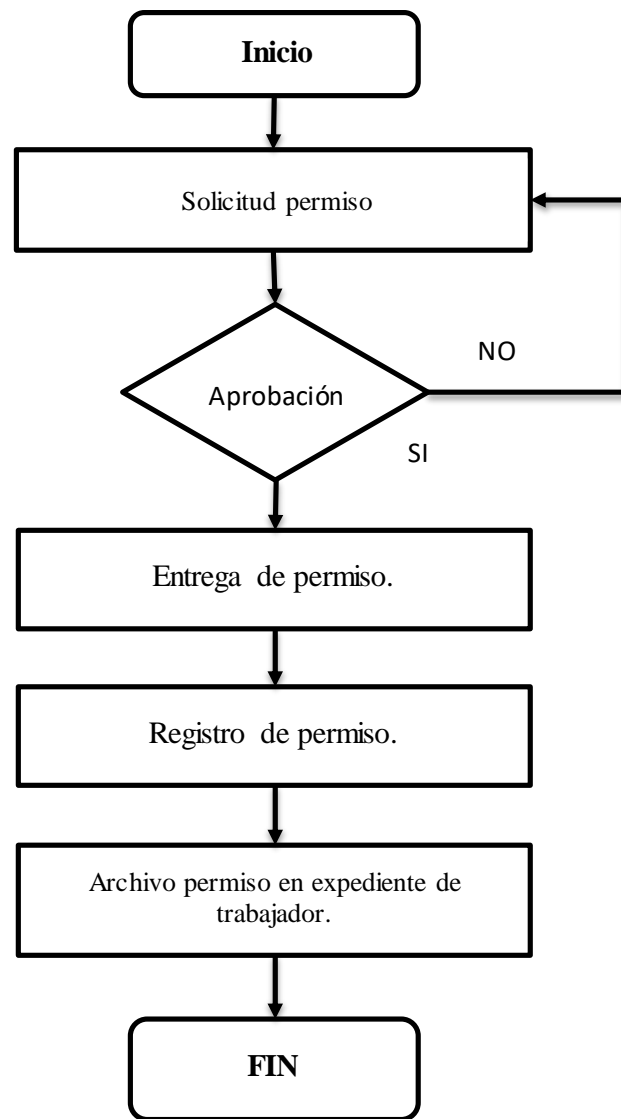 Inicio
Solicitud permiso
NO
Aprobación
SI
Entrega de permiso.
Registro de permiso.
Archivo permiso en expediente de
trabajador.
FIN